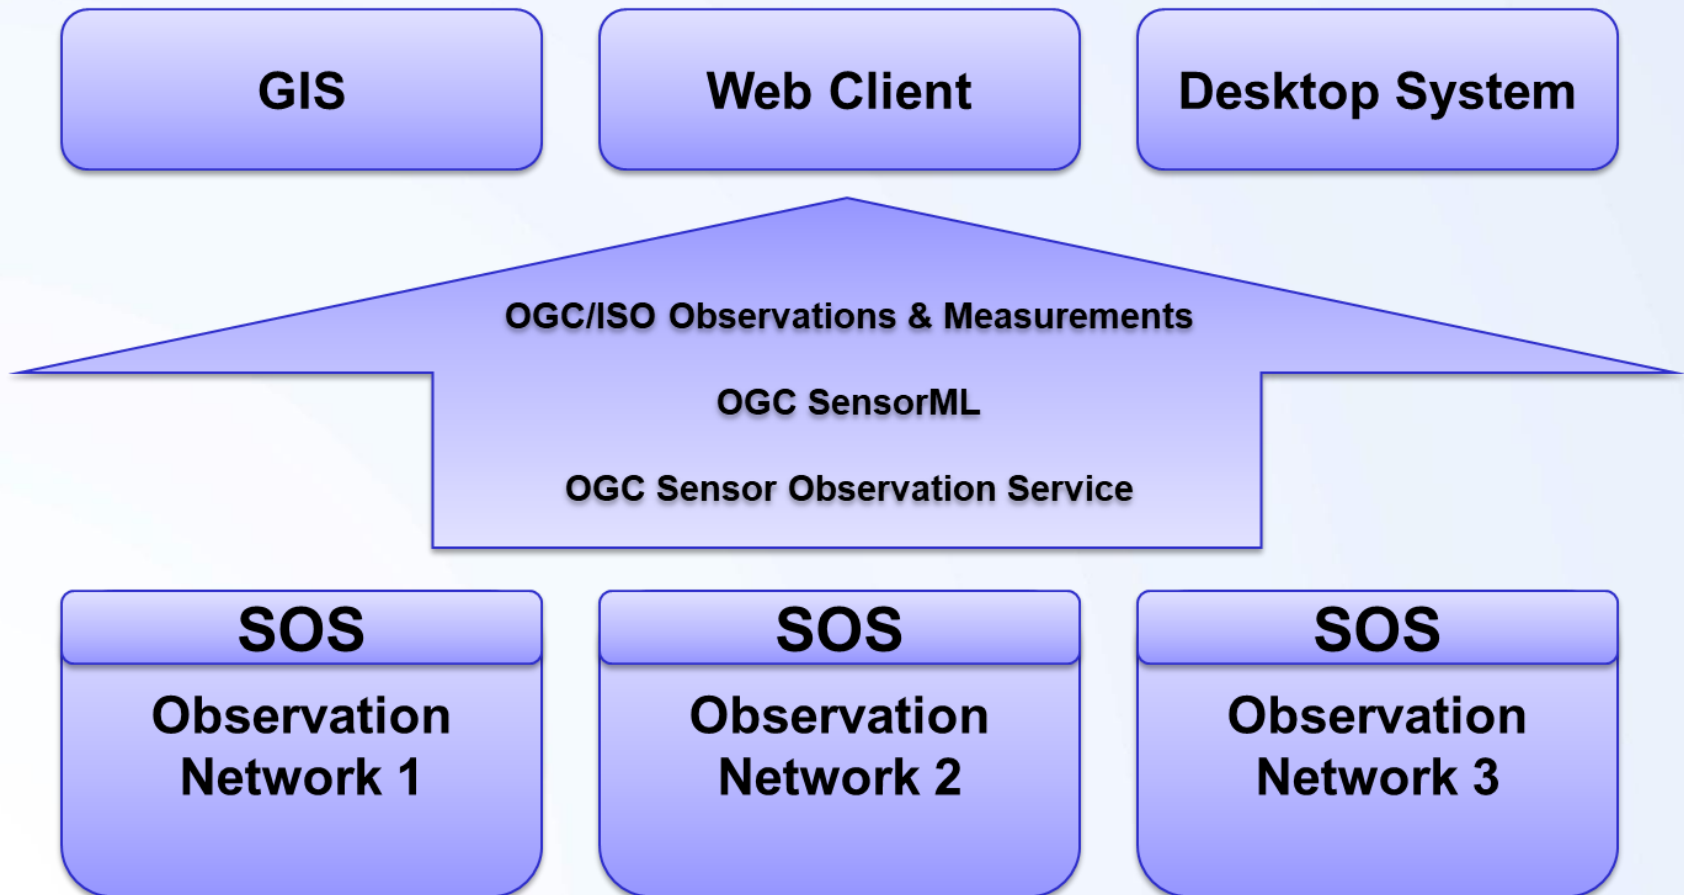 GIS
Web Client
Desktop System
OGC/ISO Observations & Measurements
OGC SensorML
OGC Sensor Observation Service
SOS
Observation
Network 1
SOS
Observation
Network 2
SOS
Observation
Network 3